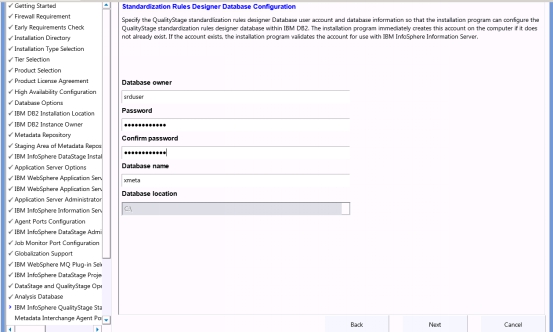 Getting Started
Firewall Requirement
Early Requirements Check
Installation Directory
Installation Type Selection
Tier Selection
Product Selection
Product License Agreement
High Availability Configuration
Database Options
IBM DB2 Installation Location
IBM DB2 Instance Owner
Metadata Repository
Staging Area of Metadata Repos
IBM InfoSphere DataStage Instal
Application Server Options
IBM WebSphere Application Serv
IBM WebSphere Application Serv
Application Server Administrator
IBM InfoSphere Information Serv
Agent Ports Configuration
IBM InfoSphere DataStage Admi
Job Monitor Port Configuration
Globalization Support
IBM WebSphere MQ Plug-in Sele
IBM InfoSphere DataStage Proje
DataStage and QualityStage Ope
Analysis Database
IBM InfoSphere QualityStage Sta
Metadata Interchange Agent Por
Standardization Rules Designer Database Configuration
Specify the QualityStage standardization rules designer Database user account and database information so that the installation program can configure the
QualityStage standardization rules designer database within IBM DB2. The installation program immediately creates this account on the computer if it does
not already exist. If the account exists, the installation program validates the account for use with IBM InfoSphere Information Server.
Database owner
srduser
Password
••••••••••••
Confirm password
••••••••••••
Database name
xmeta
Database location
C:\
Back
Next
Cancel